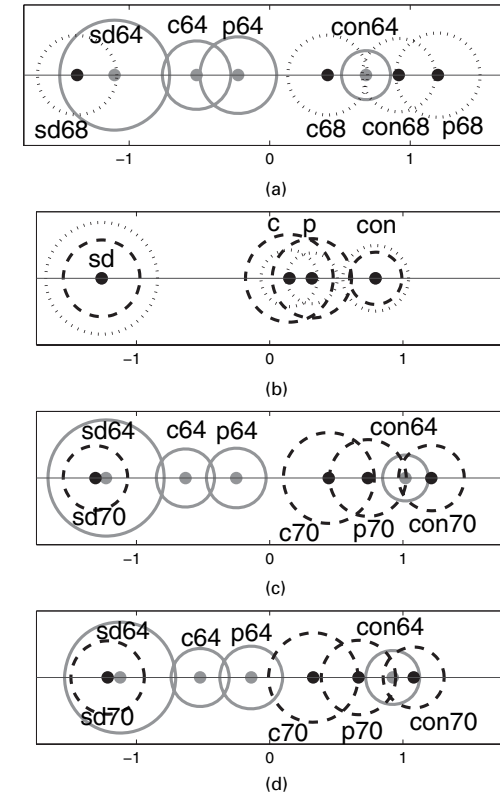 sd64 c64 p64 con64
sd68 c68 con68 p68
-1 0 1
(a)
c p con
sd
-1 0 1
(b)
sd64 c64 p64 con64
sd70 c70 p70 con70
-1 0 1
(c)
sd64 c64 p64 con64
sd70 c70 p70 con70
-1 0 1
(d)